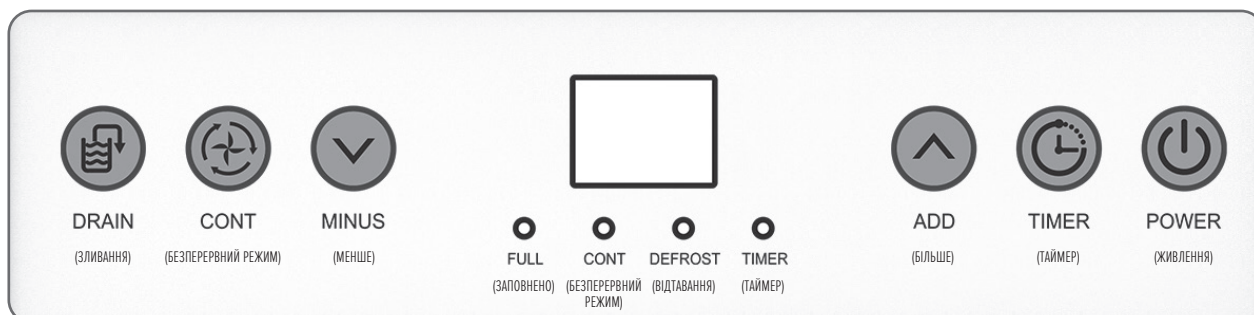 DRAIN
(ЗЛИВАННЯ)
CONT
(БЕЗПЕРЕРВНИЙ РЕЖИМ)
MINUS
(МЕНШЕ)
FULL
(ЗАПОВНЕНО)
CONT
(БЕЗПЕРЕРВНИЙ
РЕЖИМ)
DEFROST
(ВІДТАВАННЯ)
TIMER
(ТАЙМЕР)
ADD
(БІЛЬШЕ)
TIMER
(ТАЙМЕР)
POWER
(ЖИВЛЕННЯ)